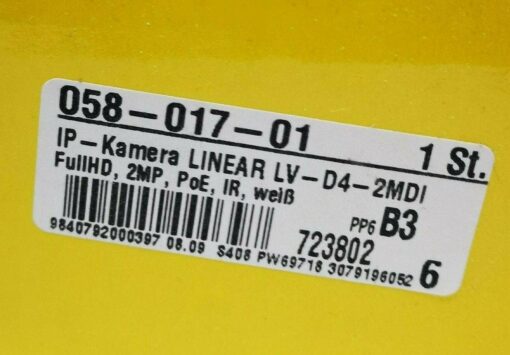 058-017-01 1 St.
IP-Kamera LINEAR LV-D4-2MDI
FullHD, 2MP, PoE, IR, weiß
PP6 B3
723802
9840792000397 08.09 S408 PW69718 3079196052 6